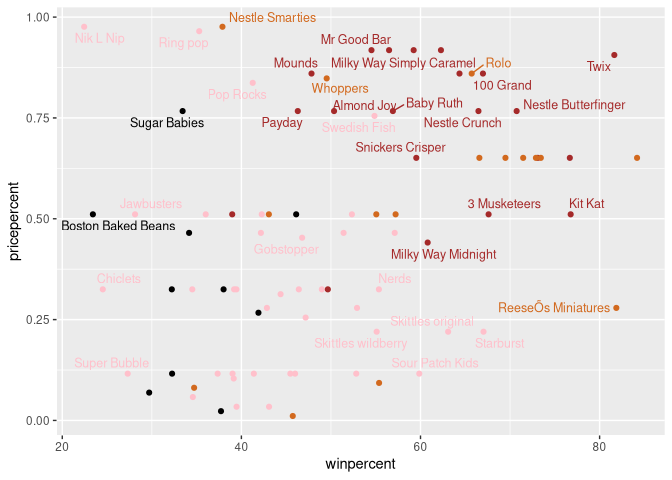 1.00
Nestle Smarties
Nik L Nip
Ring pop
Mr Good Bar
Mounds
Milky Way Simply Caramel
Rolo
Twix
Pop Rocks
Whoppers
100 Grand
0.75
Sugar Babies
Payday
Almond Joy
Baby Ruth
Nestle Crunch
Nestle Butterfinger
Swedish Fish
Snickers Crisper
pricepercent
0.50
Jawbusters
3 Musketeers
Kit Kat
Boston Baked Beans
Gobstopper
Milky Way Midnight
Chiclets
Nerds
ReeseÕs Miniatures
0.25
Skittles original
Skittles wildberry
Starburst
Super Bubble
Sour Patch Kids
0.00
20
40
60
80
winpercent